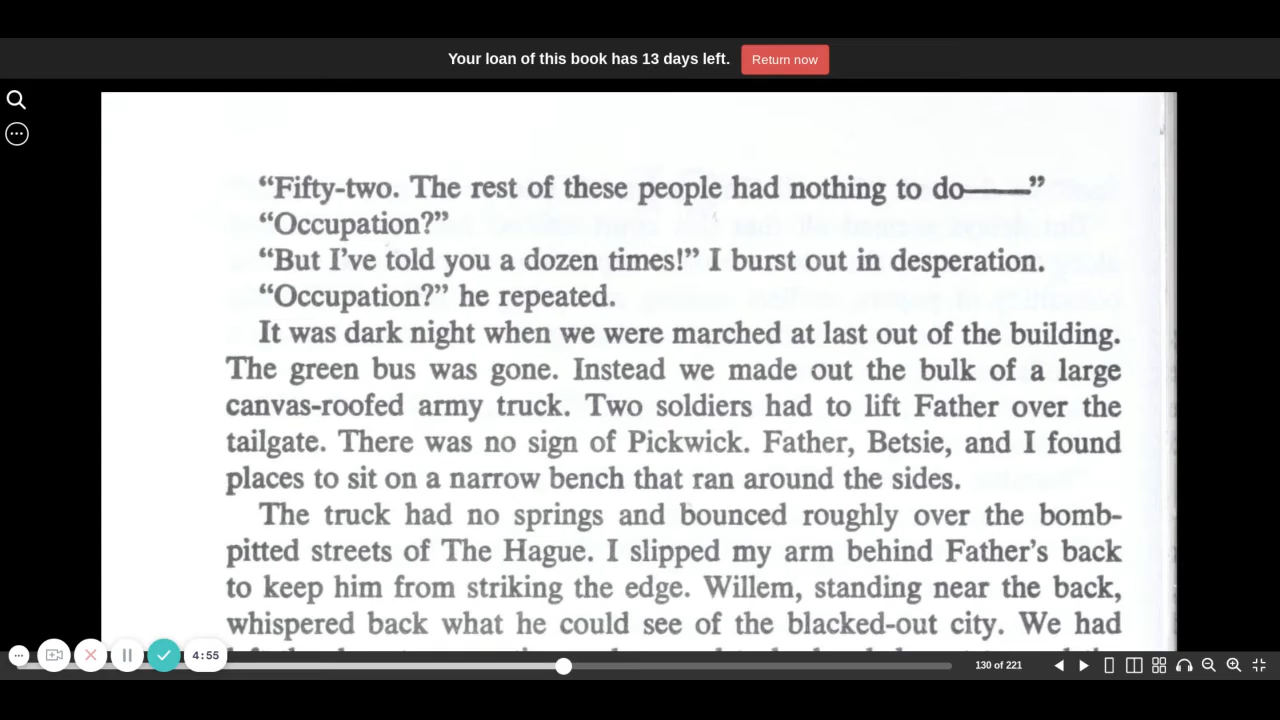 Your loan of this book has 13 days left. Return now
“Fifty-two. The rest of these people had nothing to do——”
“Occupation?”
“But I’ve told you a dozen times!” I burst out in desperation.
“Occupation?” he repeated.
It was dark night when we were marched at last out of the building.
The green bus was gone. Instead we made out the bulk of a large
canvas-roofed army truck. Two soldiers had to lift Father over the
tailgate. There was no sign of Pickwick. Father, Betsie, and I found
places to sit on a narrow bench that ran around the sides.
The truck had no springs and bounced roughly over the bomb-
pitted streets of The Hague. I slipped my arm behind Father’s back
to keep him from striking the edge. Willem, standing near the back,
whispered back what he could see of the blacked-out city. We had
4:55
130 of 221